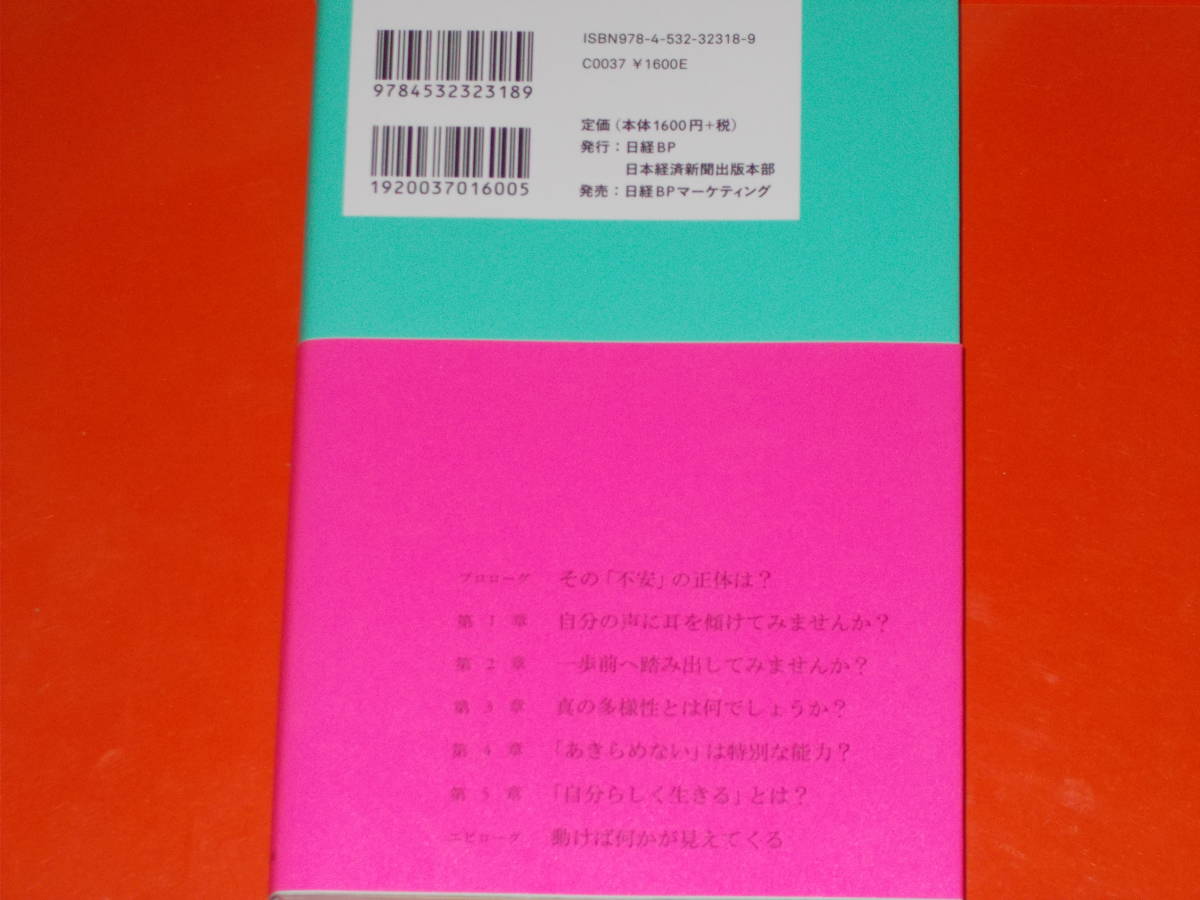 ISBN978-4-532-32318-9
C0037 ¥1600E
9784532323189
定価(本体1600円+税)
発行:日経BP
日本経済新聞出版本部
発売:日経BPマーケティング
1920037016005
プロローグ その「不安」の正体は?
第1章 自分の声に耳を傾けてみませんか?
第2章 一歩前へ踏み出してみませんか?
第3章 真の多様性とは何でしょうか?
第4章 「あきらめない」は特別な能力?
第5章 「自分らしく生きる」とは?
エピローグ 動けば何かが見えてくる